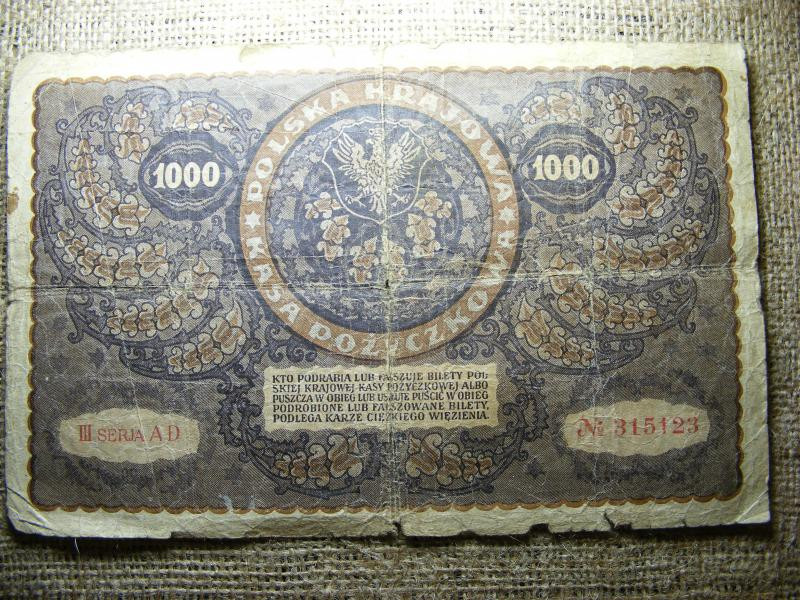 POLSKA KRAJOWA
KASA POŻYCZKOWA
1000
1000
KTO PODRABIA LUB FAŁSZUJE BILETY POL
SKIEJ KRAJOWEJ KASY POŻYCZKOWEJ ALBO
PUSZCZA W OBIEG LUB USIŁUJE PUŚCIĆ W OBIEG
PODROBIONE LUB FAŁSZOWANE BILETY,
PODLEGA KARZE CIĘŻKIEGO WIĘZIENIA.
III SERJA A D
№ 315123